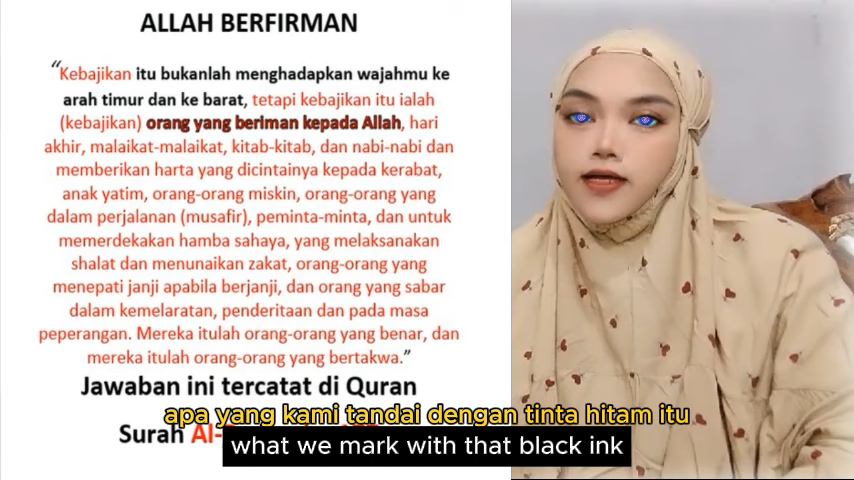 ALLAH BERFIRMAN
“Kebajikan itu bukanlah menghadapkan wajahmu ke
arah timur dan ke barat, tetapi kebajikan itu ialah
(kebajikan) orang yang beriman kepada Allah, hari
akhir, malaikat-malaikat, kitab-kitab, dan nabi-nabi dan
memberikan harta yang dicintainya kepada kerabat,
anak yatim, orang-orang miskin, orang-orang yang
dalam perjalanan (musafir), peminta-minta, dan untuk
memerdekakan hamba sahaya, yang melaksanakan
shalat dan menunaikan zakat, orang-orang yang
menepati janji apabila berjanji, dan orang yang sabar
dalam kemelaratan, penderitaan dan pada masa
peperangan. Mereka itulah orang-orang yang benar, dan
mereka itulah orang-orang yang bertakwa.”
Jawaban ini tercatat di Quran
apa yang kami tandai dengan tinta hitam itu
Surah
what we mark with that black ink